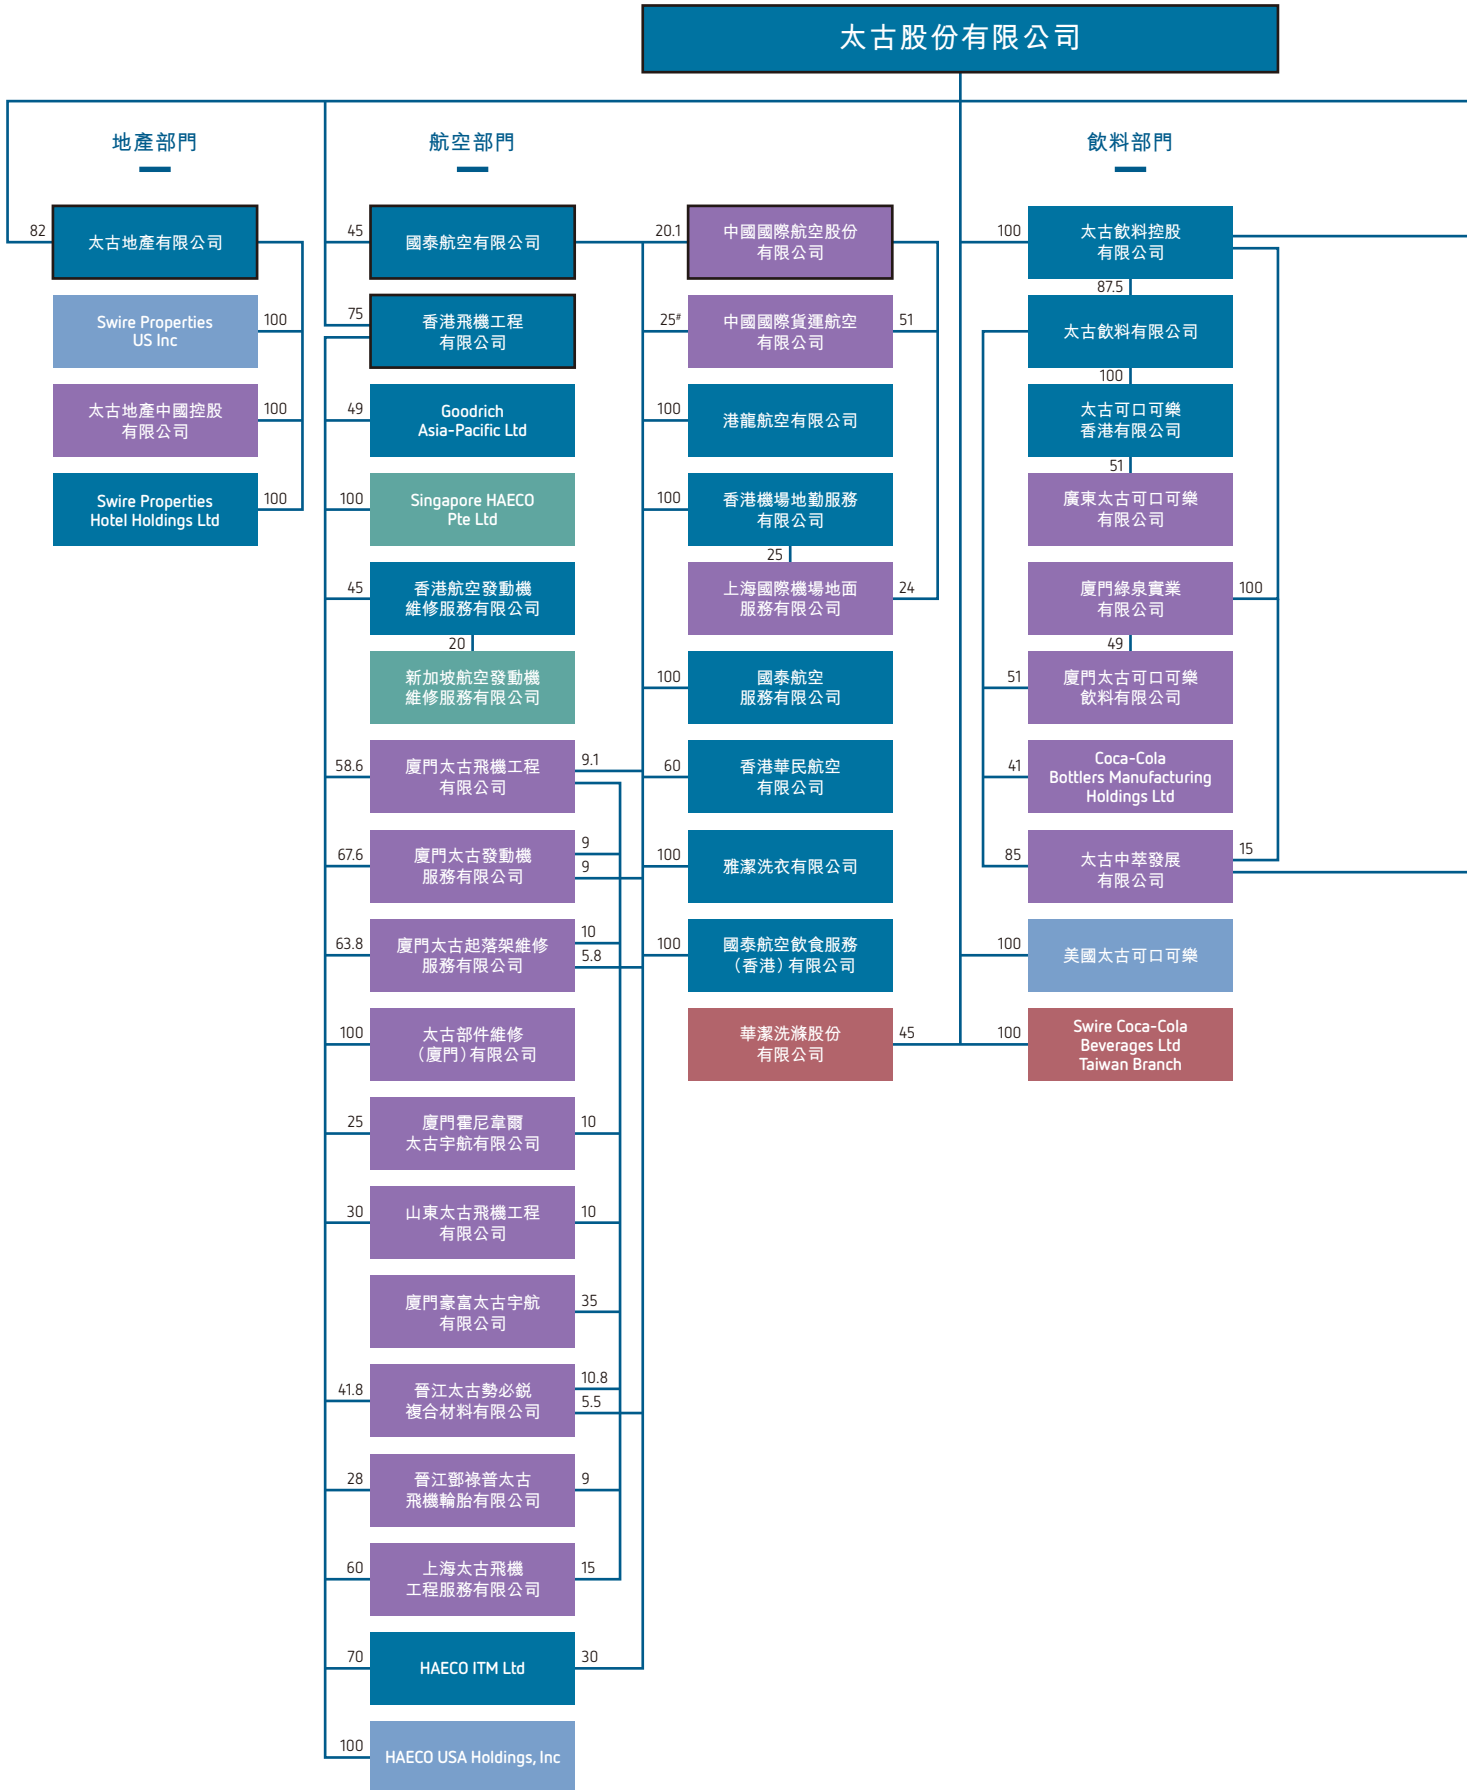 太古股份有限公司
地產部門
82
太古地產有限公司
Swire Properties
US Inc
100
太古地產中國控股
有限公司
100
Swire Properties
Hotel Holdings Ltd
100
航空部門
45
國泰航空有限公司
75
香港飛機工程
有限公司
49
Goodrich
Asia-Pacific Ltd
100
Singapore HAECO
Pte Ltd
45
香港航空發動機
維修服務有限公司
20
新加坡航空發動機
維修服務有限公司
58.6
廈門太古飛機工程
有限公司
9.1
67.6
廈門太古發動機
服務有限公司
9
9
63.8
廈門太古起落架維修
服務有限公司
10
5.8
100
太古部件維修
（廈門）有限公司
25
廈門霍尼韋爾
太古宇航有限公司
10
30
山東太古飛機工程
有限公司
10
廈門豪富太古宇航
有限公司
35
41.8
晉江太古勢必銳
複合材料有限公司
10.8
5.5
28
晉江鄧祿普太古
飛機輪胎有限公司
9
60
上海太古飛機
工程服務有限公司
15
70
HAECO ITM Ltd
30
100
HAECO USA Holdings, Inc
20.1
中國國際航空股份
有限公司
25#
中國國際貨運航空
有限公司
51
100
港龍航空有限公司
100
香港機場地勤服務
有限公司
25
上海國際機場地面
服務有限公司
24
100
國泰航空
服務有限公司
60
香港華民航空
有限公司
100
雅潔洗衣有限公司
100
國泰航空飲食服務
（香港）有限公司
華潔洗滌股份
有限公司
45
飲料部門
100
太古飲料控股
有限公司
87.5
太古飲料有限公司
100
太古可口可樂
香港有限公司
51
廣東太古可口可樂
有限公司
廈門綠泉實業
有限公司
100
49
51
廈門太古可口可樂
飲料有限公司
41
Coca-Cola
Bottlers Manufacturing
Holdings Ltd
85
太古中萃發展
有限公司
15
100
美國太古可口可樂
100
Swire Coca-Cola
Beverages Ltd
Taiwan Branch